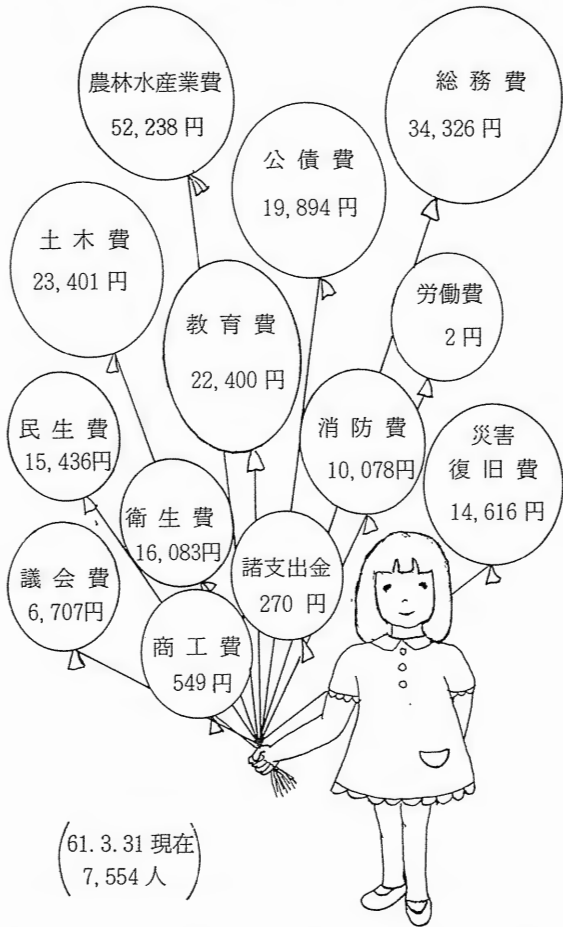 農林水産業費
52,238円
総務費
34,326円
公債費
19,894円
土木費
23,401円
労働費
2円
教育費
22,400円
民生費
15,436円
消防費
10,078円
災害
復旧費
14,616円
衛生費
16,083円
諸支出金
270円
議会費
6,707円
商工費
549円
61.3.31現在
7,554人